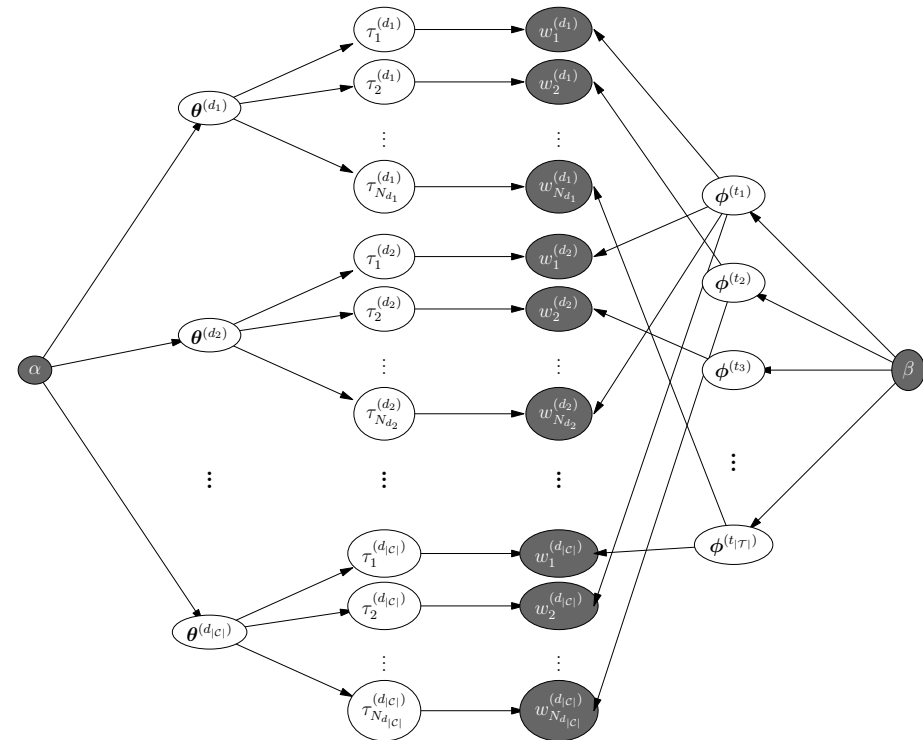 τ_1^{(d_1)} w_1^{(d_1)}
τ_2^{(d_1)} w_2^{(d_1)}
θ^{(d_1)}
⋮ ⋮
τ_{N_{d_1}}^{(d_1)} w_{N_{d_1}}^{(d_1)}
ϕ^{(t_1)}
τ_1^{(d_2)} w_1^{(d_2)}
ϕ^{(t_2)}
τ_2^{(d_2)} w_2^{(d_2)}
θ^{(d_2)}
⋮ ⋮
α ϕ^{(t_3)} β
τ_{N_{d_2}}^{(d_2)} w_{N_{d_2}}^{(d_2)}
⋮ ⋮ ⋮ ⋮
ϕ^{(t_{|𝒯|})}
τ_1^{(d_{|𝒞|})} w_1^{(d_{|𝒞|})}
τ_2^{(d_{|𝒞|})} w_2^{(d_{|𝒞|})}
θ^{(d_{|𝒞|})}
⋮ ⋮
τ_{N_{d_{|𝒞|}}}^{(d_{|𝒞|})} w_{N_{d_{|𝒞|}}}^{(d_{|𝒞|})}